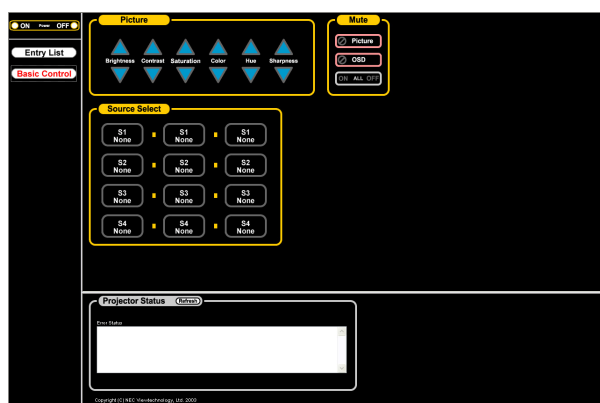 ON Power OFF
Entry List
Basic Control
Picture
Brightness Contrast Saturation Color Hue Sharpness
Mute
Picture
OSD
ON ALL OFF
Source Select
S1 S1 S1
None None None
S2 S2 S2
None None None
S3 S3 S3
None None None
S4 S4 S4
None None None
Projector Status Refresh
Error Status
Copyright (C) NEC Viewtechnology, Ltd. 2003